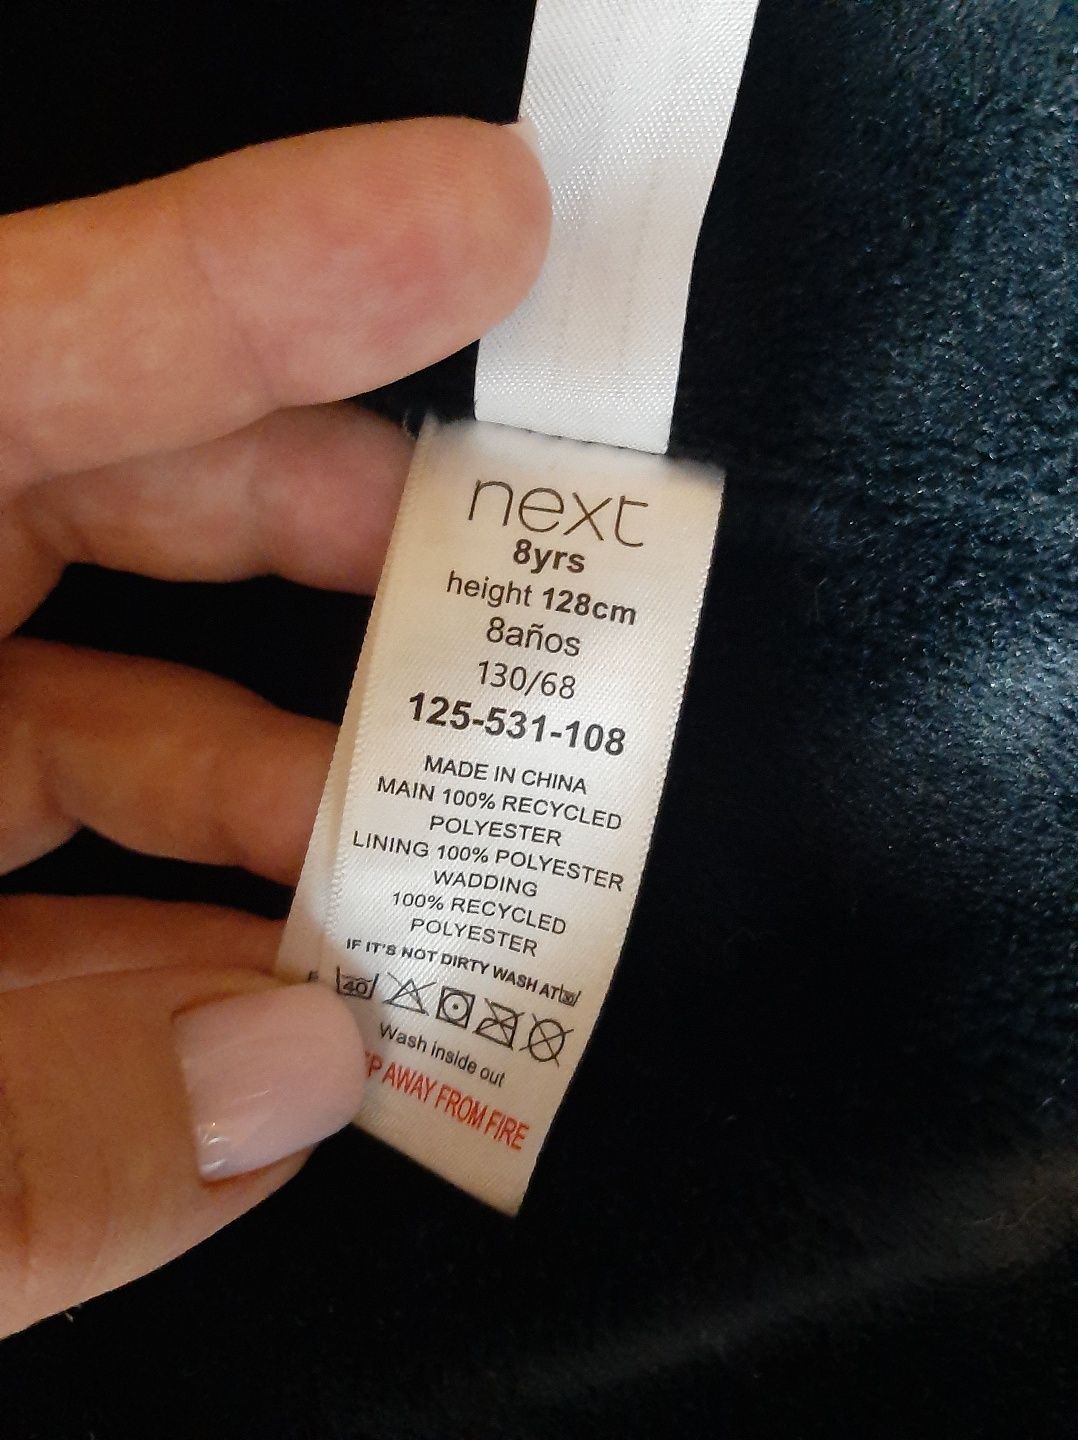 next
8yrs
height 128cm
8años
130/68
125-531-108
MADE IN CHINA
MAIN 100% RECYCLED
POLYESTER
LINING 100% POLYESTER
WADDING
100% RECYCLED
POLYESTER
IF IT'S NOT DIRTY WASH AT 30
40
Wash inside out
AWAY FROM FIRE